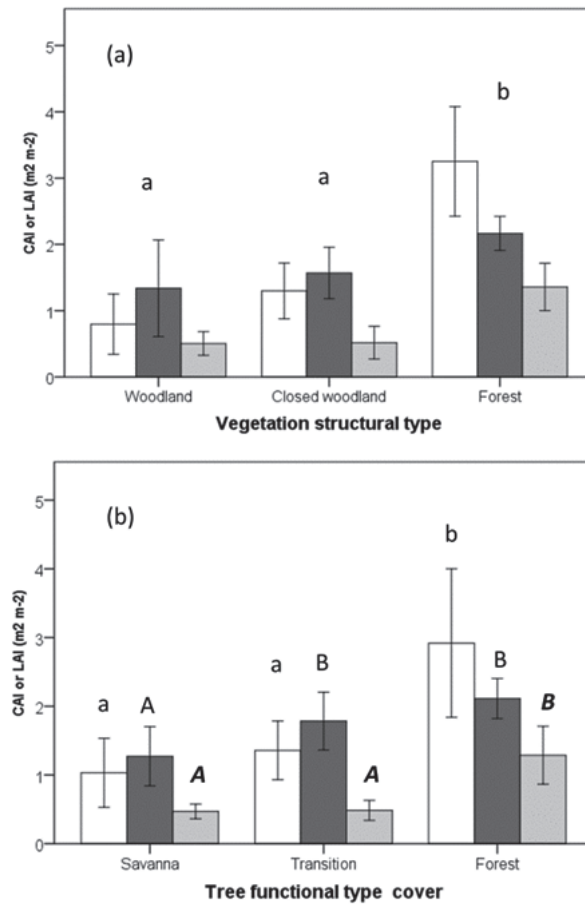 (a)
CAI or LAI (m2 m-2)
5
4
3
2
1
0
a
a
b
Woodland
Closed woodland
Forest
Vegetation structural type
(b)
CAI or LAI (m2 m-2)
5
4
3
2
1
0
a
A
A
a
B
A
b
B
B
Savanna
Transition
Forest
Tree functional type cover